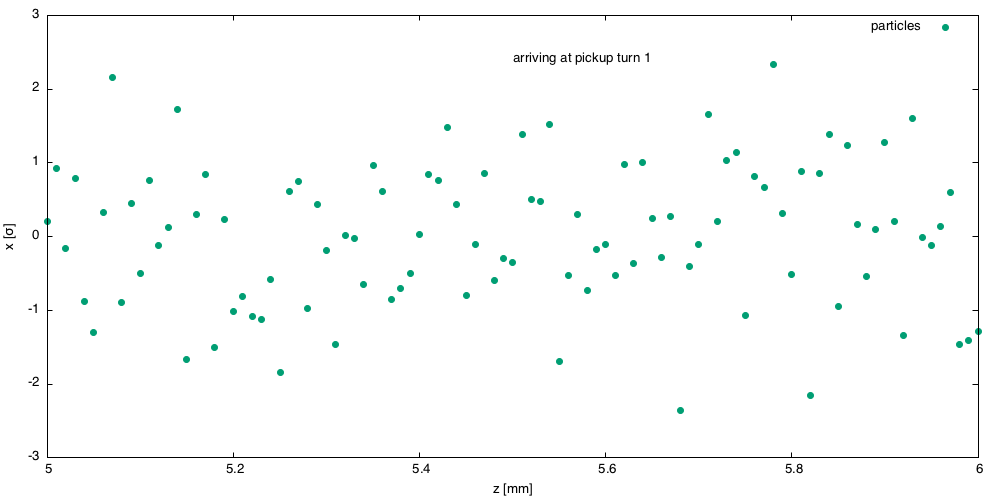 3
particles
arriving at pickup turn 1
2
1
0
x [σ]
-1
-2
-3
5 5.2 5.4 5.6 5.8 6
z [mm]